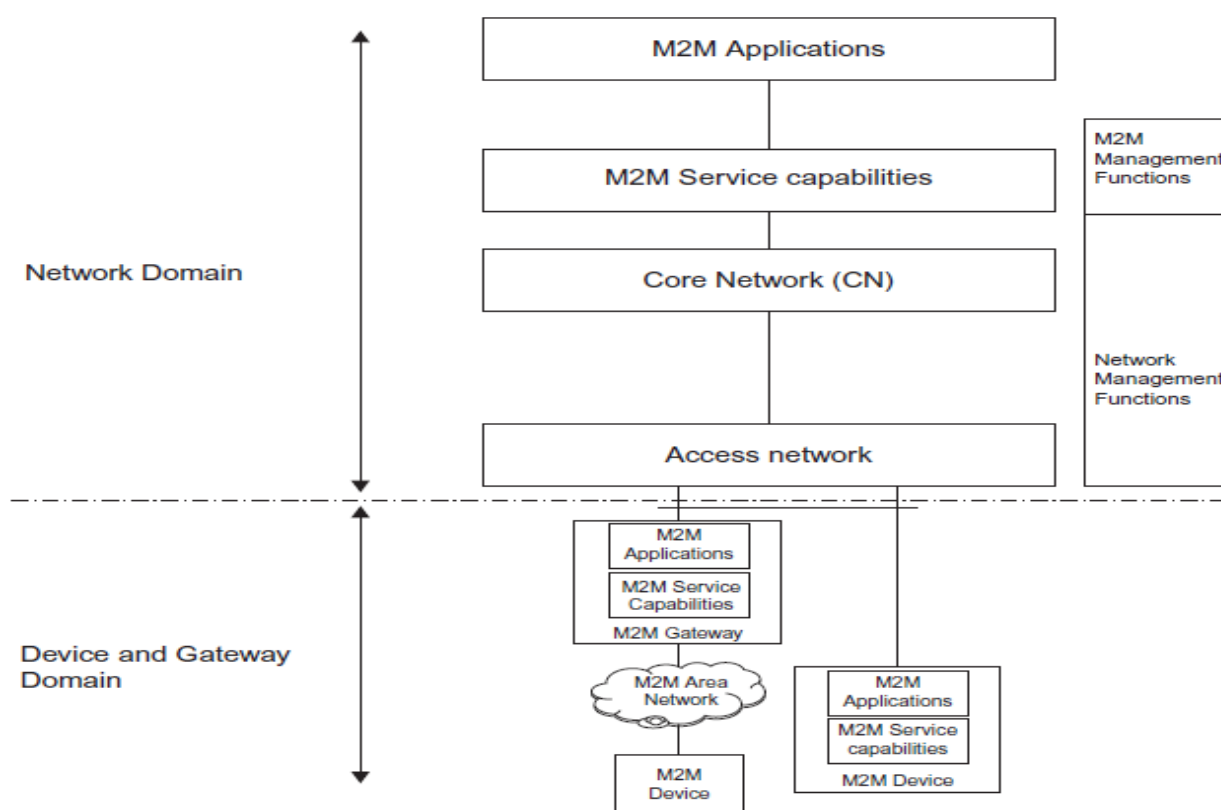 M2M Applications
M2M Service capabilities
Core Network (CN)
Access network
M2M
Management
Functions
Network
Management
Functions
Network Domain
Device and Gateway
Domain
M2M
Applications
M2M Service
Capabilities
M2M Gateway
M2M Area
Network
M2M
Device
M2M
Applications
M2M Service
capabilities
M2M Device